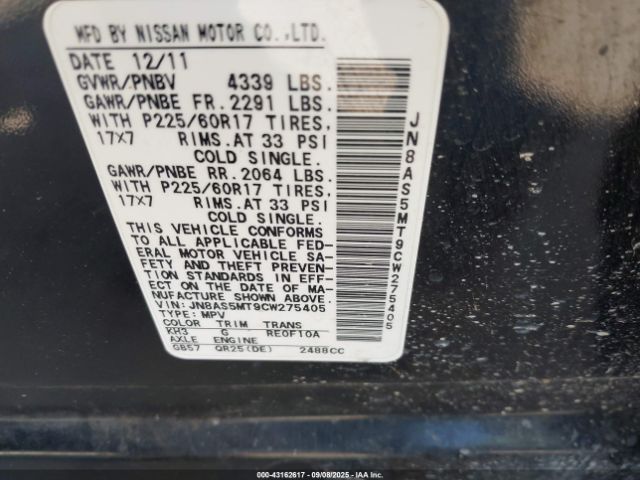 MFD BY NISSAN MOTOR CO.,LTD.
DATE 12/11
GVWR/PNBV 4339 LBS.
GAWR/PNBE FR. 2291 LBS.
WITH P225/60R17 TIRES,
17X7 RIMS.AT 33 PSI
COLD SINGLE.
GAWR/PNBE RR. 2064 LBS.
WITH P225/60R17 TIRES,
17X7 RIMS.AT 33 PSI
COLD SINGLE.
THIS VEHICLE CONFORMS
TO ALL APPLICABLE FED-
ERAL MOTOR VEHICLE SA-
FETY AND THEFT PREVEN-
TION STANDARDS IN EFF-
ECT ON THE DATE OF MA-
NUFACTURE SHOWN ABOVE.
VIN: JN8AS5MT9CW275405
TYPE: MPV
COLOR TRIM TRANS
KH3 G RE0F10A
AXLE ENGINE
GB57 QR25(DE) 2488CC
JN8AS5MT9CW275405
000-43162617 - 09/08/2025 - IAA Inc.